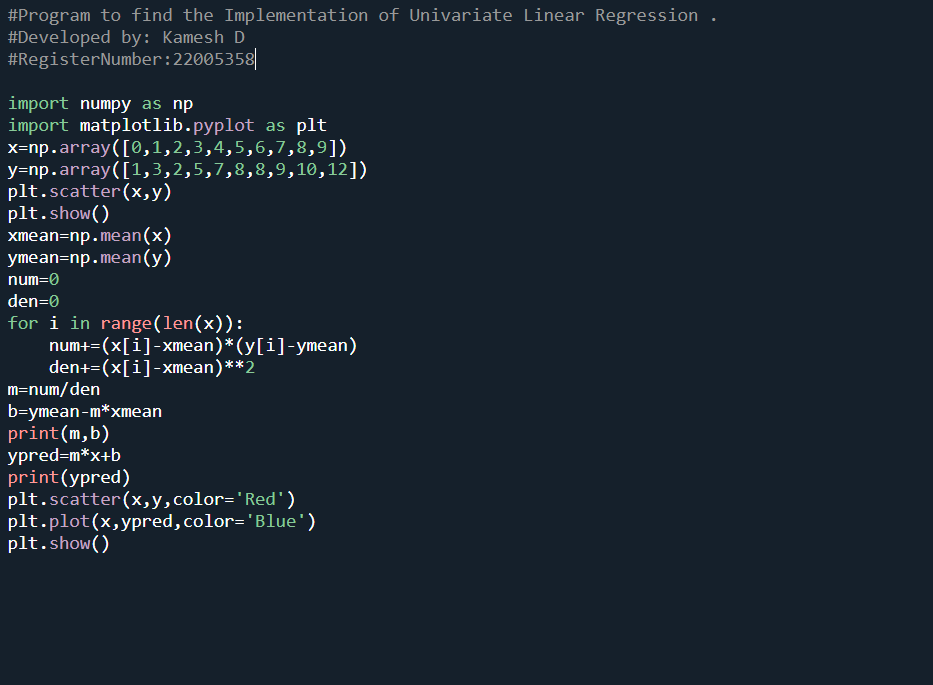 #Program to find the Implementation of Univariate Linear Regression .
#Developed by: Kamesh D
#RegisterNumber:22005358
import numpy as np
import matplotlib.pyplot as plt
x=np.array([0,1,2,3,4,5,6,7,8,9])
y=np.array([1,3,2,5,7,8,8,9,10,12])
plt.scatter(x,y)
plt.show()
xmean=np.mean(x)
ymean=np.mean(y)
num=0
den=0
for i in range(len(x)):
    num+=(x[i]-xmean)*(y[i]-ymean)
    den+=(x[i]-xmean)**2
m=num/den
b=ymean-m*xmean
print(m,b)
ypred=m*x+b
print(ypred)
plt.scatter(x,y,color='Red')
plt.plot(x,ypred,color='Blue')
plt.show()